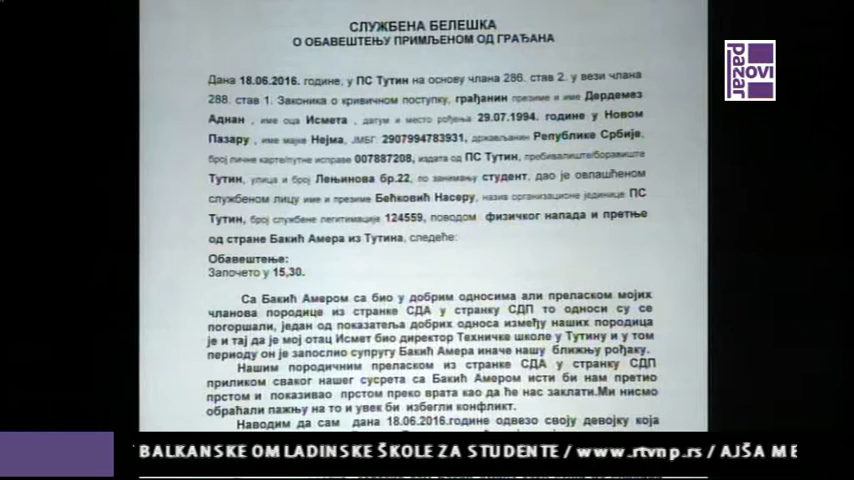 СЛУЖБЕНА БЕЛЕШКА
О ОБАВЕШТЕЊУ ПРИМЉЕНОМ ОД ГРАЂАНА
Дана 18.06.2016. године, у ПС Тутин на основу члана 286. став 2. у вези члана
288. став 1. Законика о кривичном поступку, грађанин презиме и име Дердемез
Аднан , име оца Исмета , датум и место рођења 29.07.1994. године у Новом
Пазару , име мајке Нејма, ЈМБГ: 2907994783931, држављанин Републике Србије,
број личне карте/путне исправе 007887208, издата од ПС Тутин, пребивалиште/боравиште
Тутин, улица и број Лењинова бр.22, по занимању студент, дао је овлашћеном
службеном лицу име и презиме Бећковић Насеру, назив организационе јединице ПС
Тутин, број службене легитимације 124559, поводом физичког напада и претње
од стране Бакић Амера из Тутина, следеће:
Обавештење:
Започето у 15,30.
Са Бакић Амером са био у добрим односима али преласком мојих
чланова породице из странке СДА у странку СДП то односи су се
погоршали, један од показатеља добрих односа између наших породица
је и тај да је мој отац Исмет био директор Техничке школе у Тутину и у том
периоду он је запослио супругу Бакић Амера иначе нашу ближњу рођаку.
Нашим породичним преласком из странке СДА у странку СДП
приликом сваког нашег сусрета са Бакић Амером исти би нам претио
прстом и показивао прстом преко врата као да ће нас заклати.Ми нисмо
обраћали пажњу на то и увек би избегли конфликт.
Наводим да сам дана 18.06.2016.године одвезо своју девојку која
pazar
OVI
BALKANSKE OMLADINSKE ŠKOLE ZA STUDENTE / www.rtvnp.rs / AJŠA ME